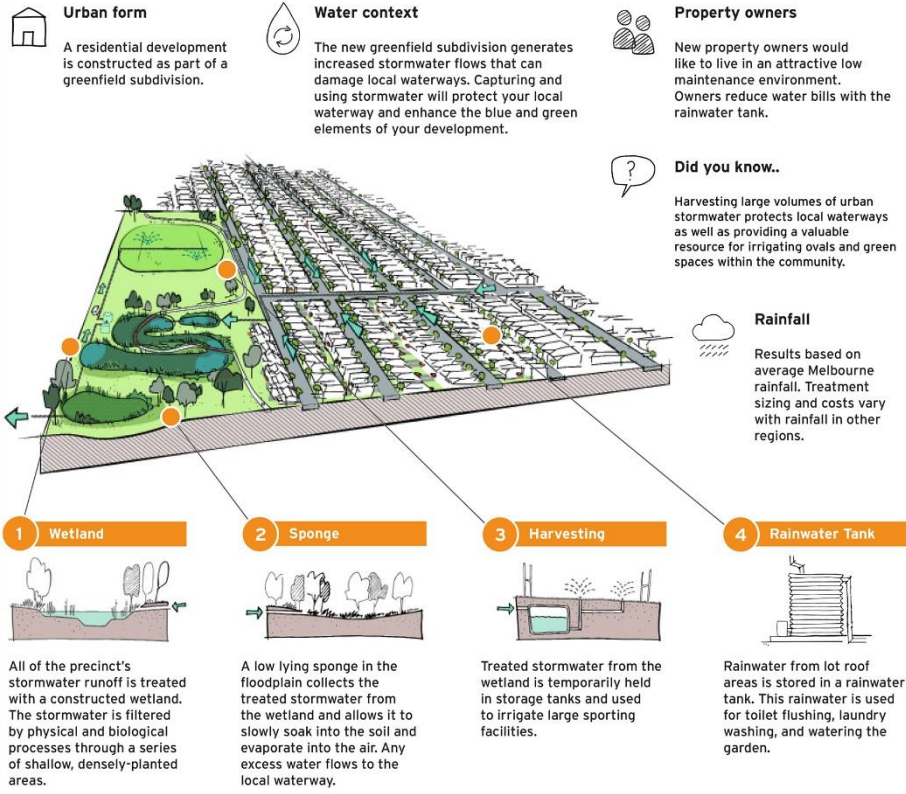 Urban form
A residential development
is constructed as part of a
greenfield subdivision.
Water context
The new greenfield subdivision generates
increased stormwater flows that can
damage local waterways. Capturing and
using stormwater will protect your local
waterway and enhance the blue and green
elements of your development.
Property owners
New property owners would
like to live in an attractive low
maintenance environment.
Owners reduce water bills with the
rainwater tank.
?
Did you know..
Harvesting large volumes of urban
stormwater protects local waterways
as well as providing a valuable
resource for irrigating ovals and green
spaces within the community.
Rainfall
Results based on
average Melbourne
rainfall. Treatment
sizing and costs vary
with rainfall in other
regions.
1 Wetland
All of the precinct's
stormwater runoff is treated
with a constructed wetland.
The stormwater is filtered
by physical and biological
processes through a series
of shallow, densely-planted
areas.
2 Sponge
A low lying sponge in the
floodplain collects the
treated stormwater from
the wetland and allows it to
slowly soak into the soil and
evaporate into the air. Any
excess water flows to the
local waterway.
3 Harvesting
Treated stormwater from the
wetland is temporarily held
in storage tanks and used
to irrigate large sporting
facilities.
4 Rainwater Tank
Rainwater from lot roof
areas is stored in a rainwater
tank. This rainwater is used
for toilet flushing, laundry
washing, and watering the
garden.